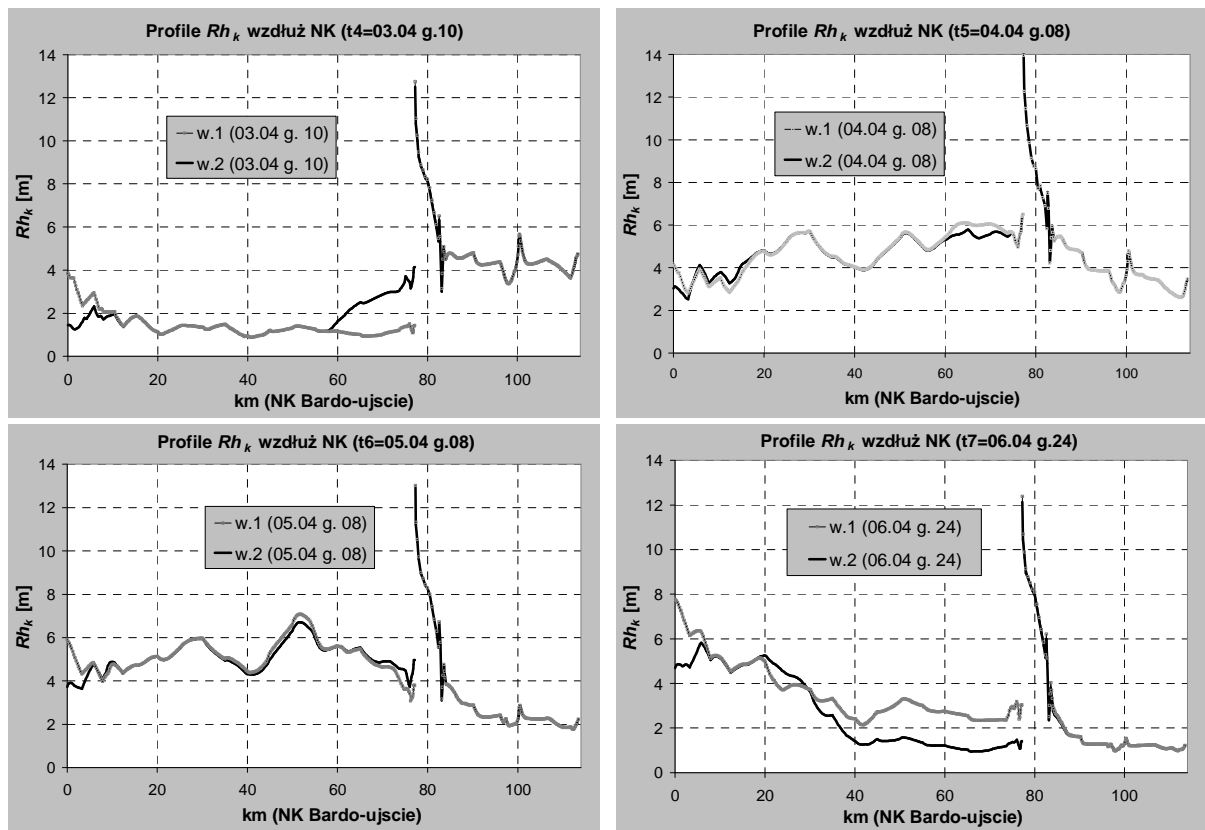 Profile Rhk wzdłuż NK (t4=03.04 g.10)
14
12
10
8
6
4
2
0
Rhk [m]
w.1 (03.04 g. 10)
w.2 (03.04 g. 10)
0 20 40 60 80 100
km (NK Bardo-ujscie)
Profile Rhk wzdłuż NK (t5=04.04 g.08)
14
12
10
8
6
4
2
0
Rhk [m]
w.1 (04.04 g. 08)
w.2 (04.04 g. 08)
0 20 40 60 80 100
km (NK Bardo-ujscie)
Profile Rhk wzdłuż NK (t6=05.04 g.08)
14
12
10
8
6
4
2
0
Rhk [m]
w.1 (05.04 g. 08)
w.2 (05.04 g. 08)
0 20 40 60 80 100
km (NK Bardo-ujscie)
Profile Rhk wzdłuż NK (t7=06.04 g.24)
14
12
10
8
6
4
2
0
Rhk [m]
w.1 (06.04 g. 24)
w.2 (06.04 g. 24)
0 20 40 60 80 100
km (NK Bardo-ujscie)